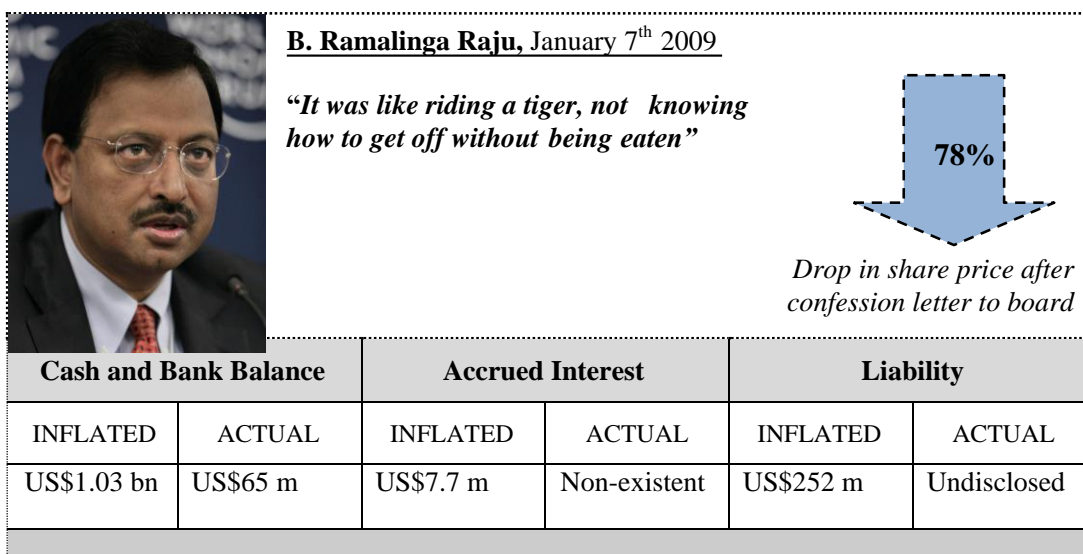 B. Ramalinga Raju, January 7th 2009
“It was like riding a tiger, not knowing
how to get off without being eaten”
78%
Drop in share price after
confession letter to board
Cash and Bank Balance Accrued Interest Liability
INFLATED ACTUAL INFLATED ACTUAL INFLATED ACTUAL
US$1.03 bn US$65 m US$7.7 m Non-existent US$252 m Undisclosed